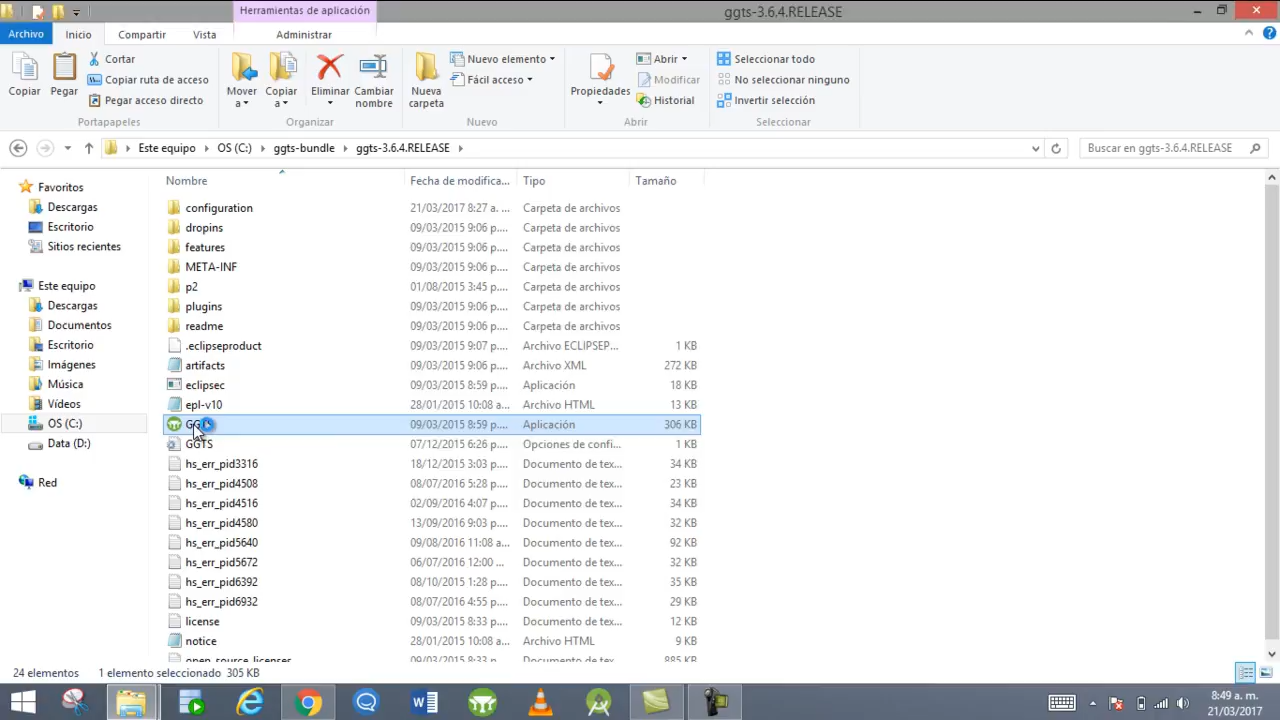 Herramientas de aplicación
ggts-3.6.4.RELEASE
Archivo Inicio Compartir Vista Administrar
Copiar
Pegar
Cortar
Copiar ruta de acceso
Pegar acceso directo
Portapapeles
Mover a
Copiar a
Eliminar
Cambiar nombre
Organizar
Nueva carpeta
Nuevo elemento
Fácil acceso
Nuevo
Propiedades
Abrir
Modificar
Historial
Abrir
Seleccionar todo
No seleccionar ninguno
Invertir selección
Seleccionar
Este equipo OS (C:) ggts-bundle ggts-3.6.4.RELEASE
Buscar en ggts-3.6.4.RELEASE
Favoritos
Descargas
Escritorio
Sitios recientes
Este equipo
Descargas
Documentos
Escritorio
Imágenes
Música
Vídeos
OS (C:)
Data (D:)
Red
Nombre Fecha de modifica... Tipo Tamaño
configuration 21/03/2017 8:27 a. ... Carpeta de archivos
dropins 09/03/2015 9:06 p.... Carpeta de archivos
features 09/03/2015 9:06 p.... Carpeta de archivos
META-INF 09/03/2015 9:06 p.... Carpeta de archivos
p2 01/08/2015 3:45 p.... Carpeta de archivos
plugins 09/03/2015 9:06 p.... Carpeta de archivos
readme 09/03/2015 9:06 p.... Carpeta de archivos
.eclipseproduct 09/03/2015 9:07 p.... Archivo ECLIPSEP... 1 KB
artifacts 09/03/2015 9:06 p.... Archivo XML 272 KB
eclipsec 09/03/2015 8:59 p.... Aplicación 18 KB
epl-v10 28/01/2015 10:08 a... Archivo HTML 13 KB
09/03/2015 8:59 p.... Aplicación 306 KB
GGTS 07/12/2015 6:26 p.... Opciones de confi... 1 KB
hs_err_pid3316 18/12/2015 3:03 p.... Documento de tex... 34 KB
hs_err_pid4508 08/07/2016 5:28 p.... Documento de tex... 23 KB
hs_err_pid4516 02/09/2016 4:07 p.... Documento de tex... 34 KB
hs_err_pid4580 13/09/2016 9:03 p.... Documento de tex... 32 KB
hs_err_pid5640 09/08/2016 11:08 a... Documento de tex... 92 KB
hs_err_pid5672 06/07/2016 12:00 ... Documento de tex... 32 KB
hs_err_pid6392 08/10/2015 1:28 p.... Documento de tex... 35 KB
hs_err_pid6932 08/07/2016 4:55 p.... Documento de tex... 29 KB
license 09/03/2015 8:33 p.... Documento de tex... 12 KB
notice 28/01/2015 10:08 a... Archivo HTML 9 KB
open_source_licenses 09/03/2015 8:33 p.... Documento de tex... 885 KB
24 elementos 1 elemento seleccionado 305 KB
8:49 a. m.
21/03/2017